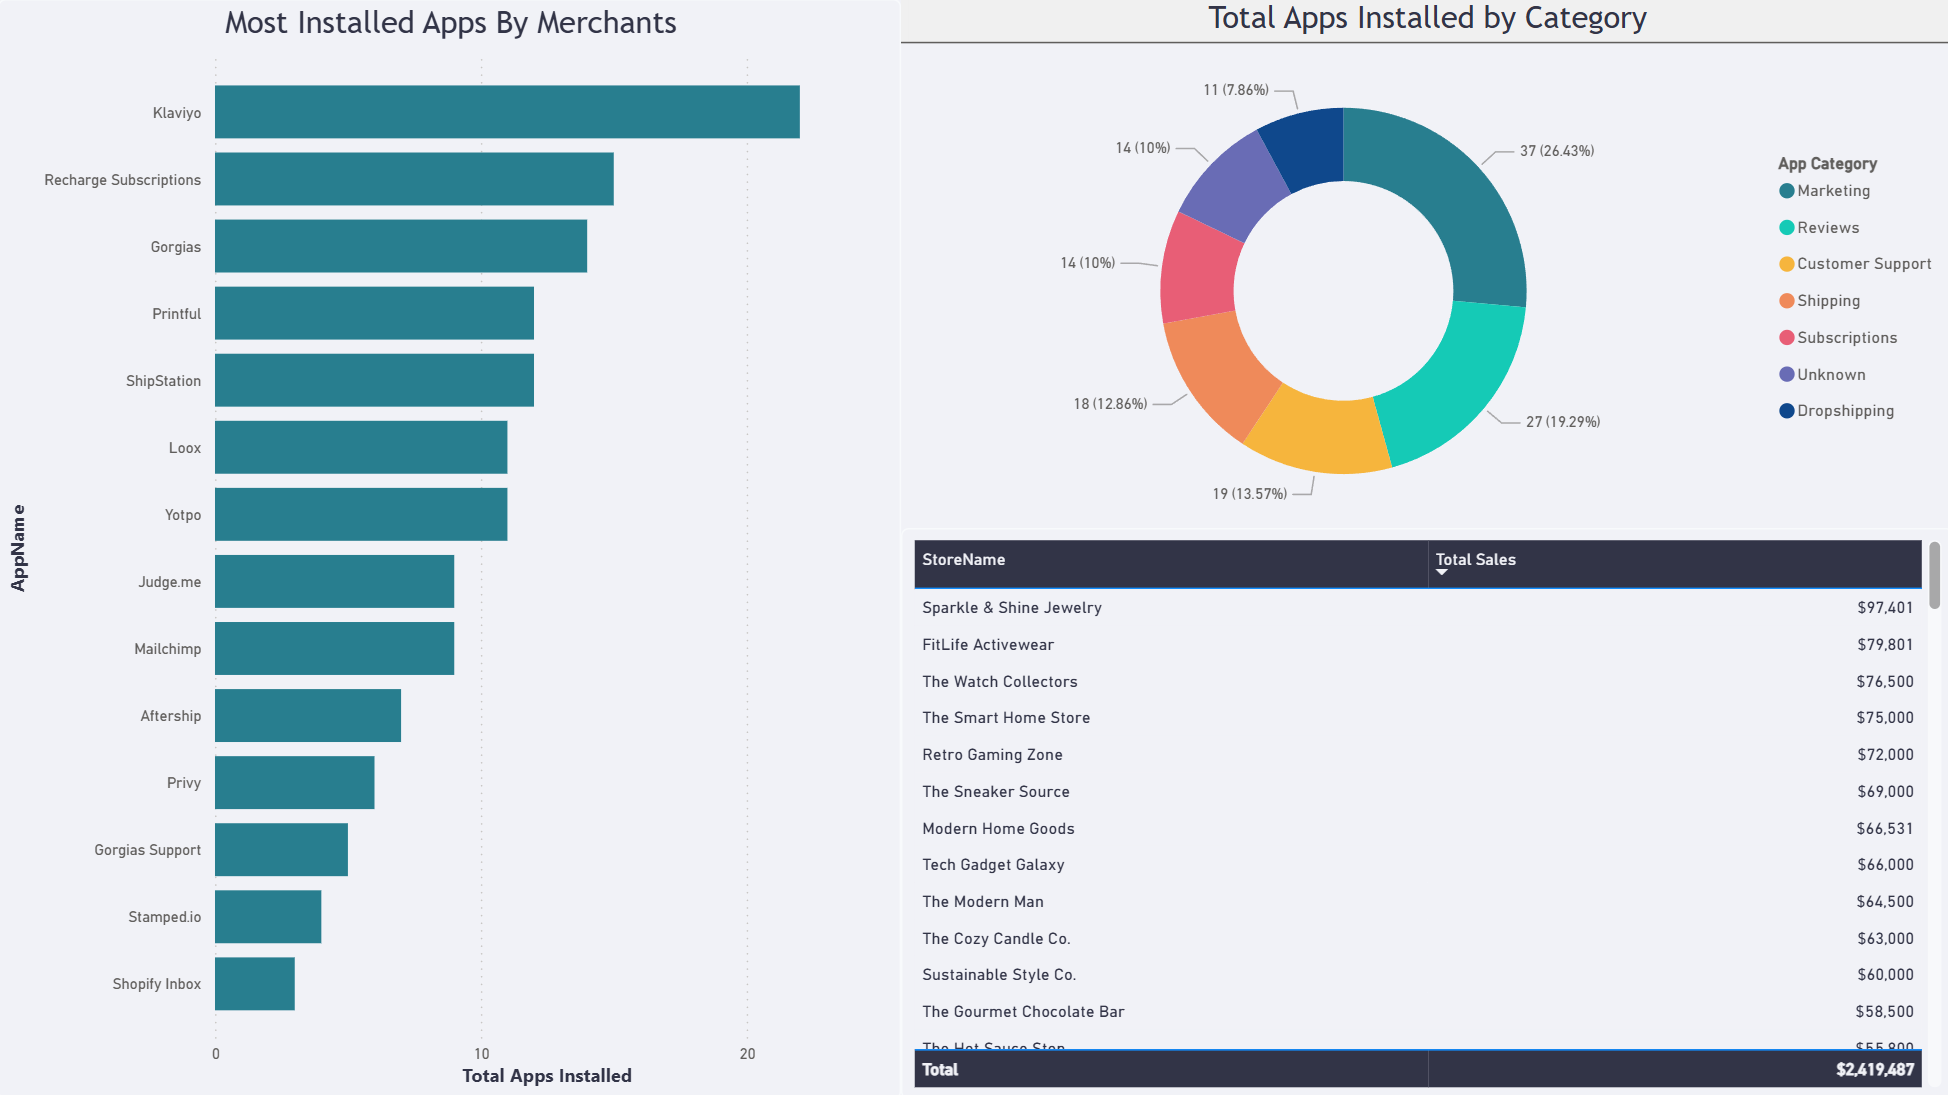 Most Installed Apps By Merchants
AppName
Klaviyo
Recharge Subscriptions
Gorgias
Printful
ShipStation
Loox
Yotpo
Judge.me
Mailchimp
Aftership
Privy
Gorgias Support
Stamped.io
Shopify Inbox
0 10 20
Total Apps Installed
Total Apps Installed by Category
11 (7.86%)
14 (10%)
14 (10%)
18 (12.86%)
19 (13.57%)
37 (26.43%)
27 (19.29%)
App Category
Marketing
Reviews
Customer Support
Shipping
Subscriptions
Unknown
Dropshipping
StoreName Total Sales
Sparkle & Shine Jewelry $97,401
FitLife Activewear $79,801
The Watch Collectors $76,500
The Smart Home Store $75,000
Retro Gaming Zone $72,000
The Sneaker Source $69,000
Modern Home Goods $66,531
Tech Gadget Galaxy $66,000
The Modern Man $64,500
The Cozy Candle Co. $63,000
Sustainable Style Co. $60,000
The Gourmet Chocolate Bar $58,500
The Hot Sauce $55,800
Total $2,419,487